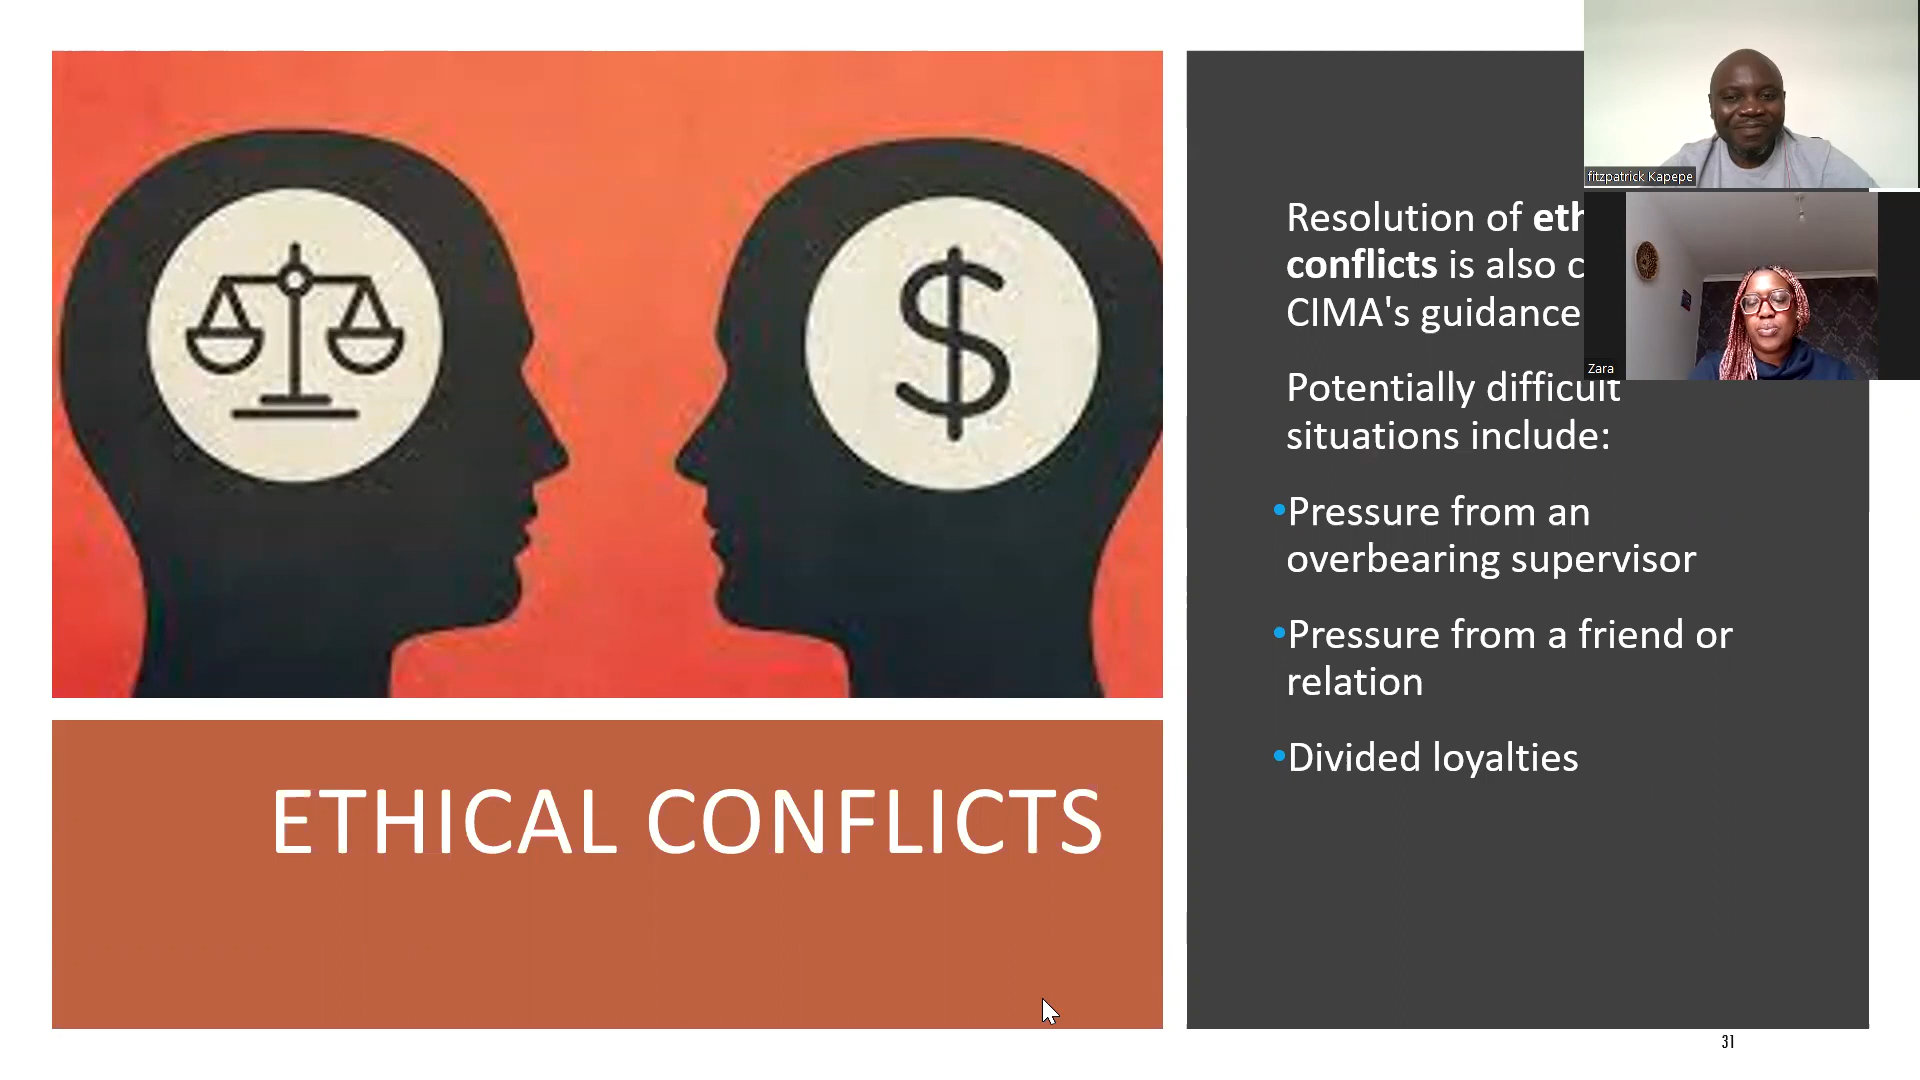 fitzpatrick Kapepe
Zara
Resolution of
conflicts is also
CIMA's guidance
Potentially difficult
situations include:
•Pressure from an
overbearing supervisor
•Pressure from a friend or
relation
•Divided loyalties
ETHICAL CONFLICTS
31